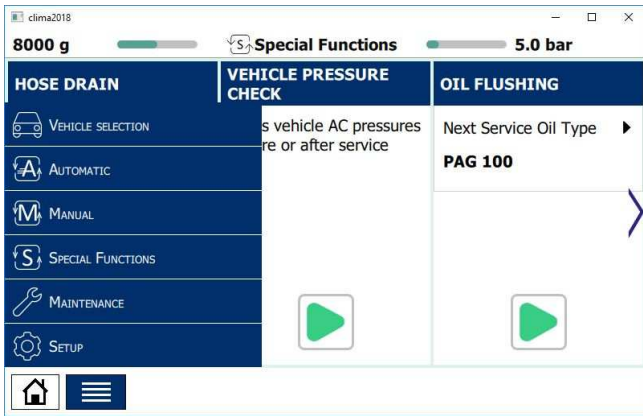 clima2018
8000 g
S Special Functions
5.0 bar
HOSE DRAIN
VEHICLE PRESSURE
CHECK
OIL FLUSHING
VEHICLE SELECTION
A AUTOMATIC
M MANUAL
S SPECIAL FUNCTIONS
MAINTENANCE
SETUP
s vehicle AC pressures
re or after service
Next Service Oil Type
PAG 100